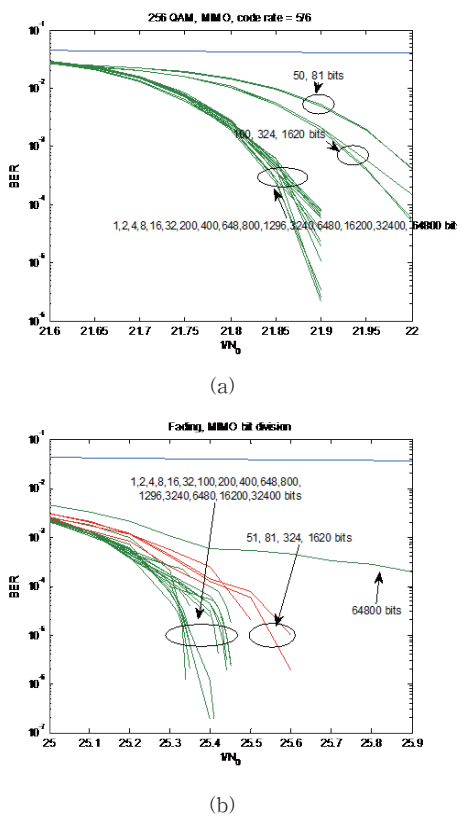 256 QAM, MIMO, code rate = 5/6
10^-1
10^-2
10^-3
10^-4
10^-5
10^-6
BER
50, 81 bits
100, 324, 1620 bits
1,2,4,8,16,32,200,400,648,800,1296,3240,6480,16200,32400, 64800 bits
21.6 21.65 21.7 21.75 21.8 21.85 21.9 21.95 22
1/N_0
(a)
Fading, MIMO bit division
10^-1
10^-2
10^-3
10^-4
10^-5
10^-6
10^-7
BER
1,2,4,8,16,32,100,200,400,648,800,
1296,3240,6480,16200,32400 bits
51, 81, 324, 1620 bits
64800 bits
25 25.1 25.2 25.3 25.4 25.5 25.6 25.7 25.8 25.9
1/N_0
(b)